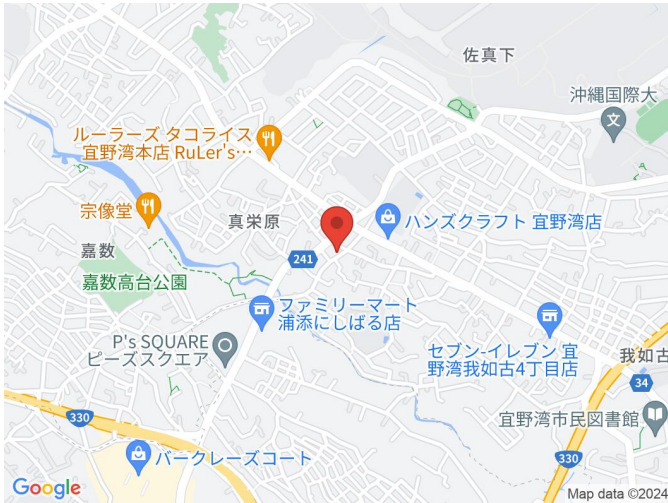 佐真下
沖縄国際大
ルーラーズ タコライス
宜野湾本店 RuLer's…
宗像堂
真栄原
ハンズクラフト 宜野湾店
嘉数
241
嘉数高台公園
ファミリーマート
浦添にしばる店
P's SQUARE
ピーズスクエア
セブン-イレブン 宜
野湾我如古4丁目店
我如古
34
330
宜野湾市民図書館
バークレーズコート
330
Google
Map data ©2024